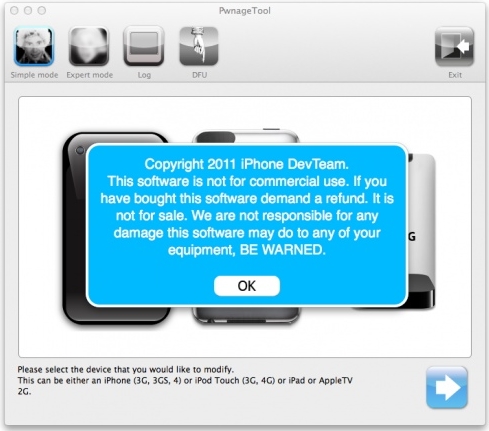 PwnageTool
Simple mode Expert mode Log DFU Exit
Copyright 2011 iPhone DevTeam.
This software is not for commercial use. If you
have bought this software demand a refund. It is
not for sale. We are not responsible for any
damage this software may do to any of your
equipment, BE WARNED.
OK
G
Please select the device that you would like to modify.
This can be either an iPhone (3G, 3GS, 4) or iPod Touch (3G, 4G) or iPad or AppleTV
2G.